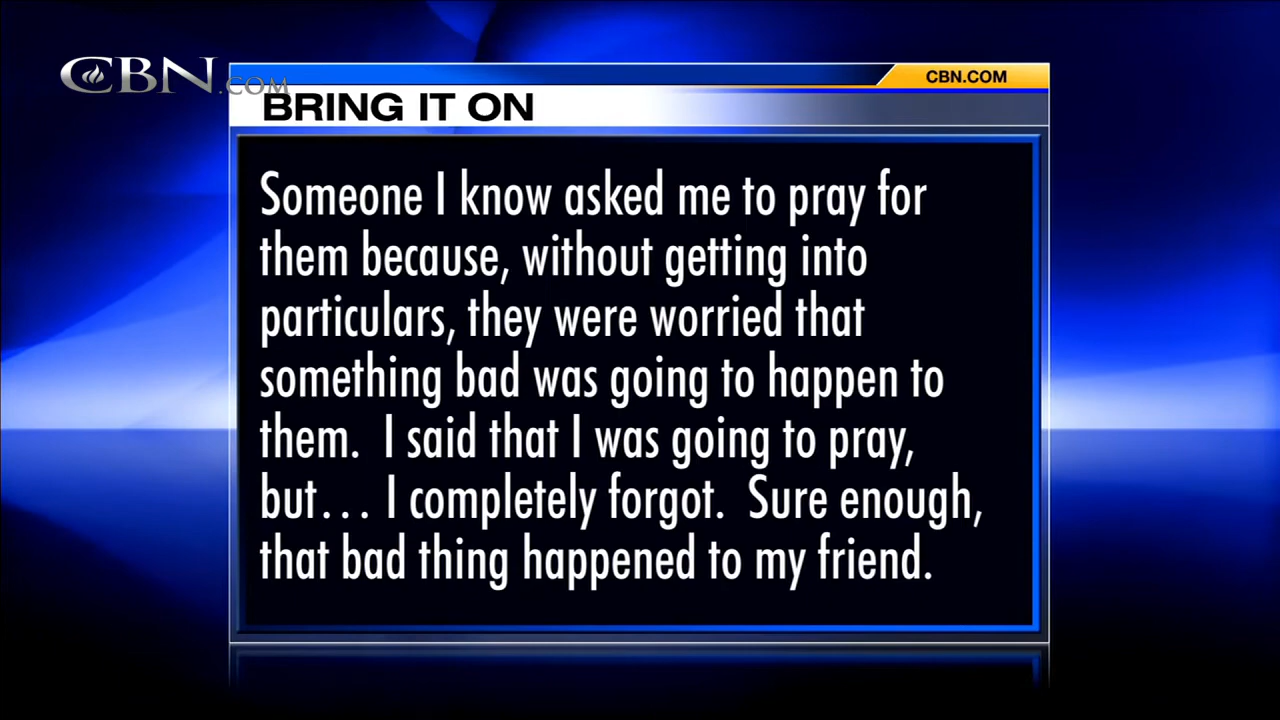 CBN.COM
CBN.COM
BRING IT ON
Someone I know asked me to pray for
them because, without getting into
particulars, they were worried that
something bad was going to happen to
them.  I said that I was going to pray,
but... I completely forgot.  Sure enough,
that bad thing happened to my friend.